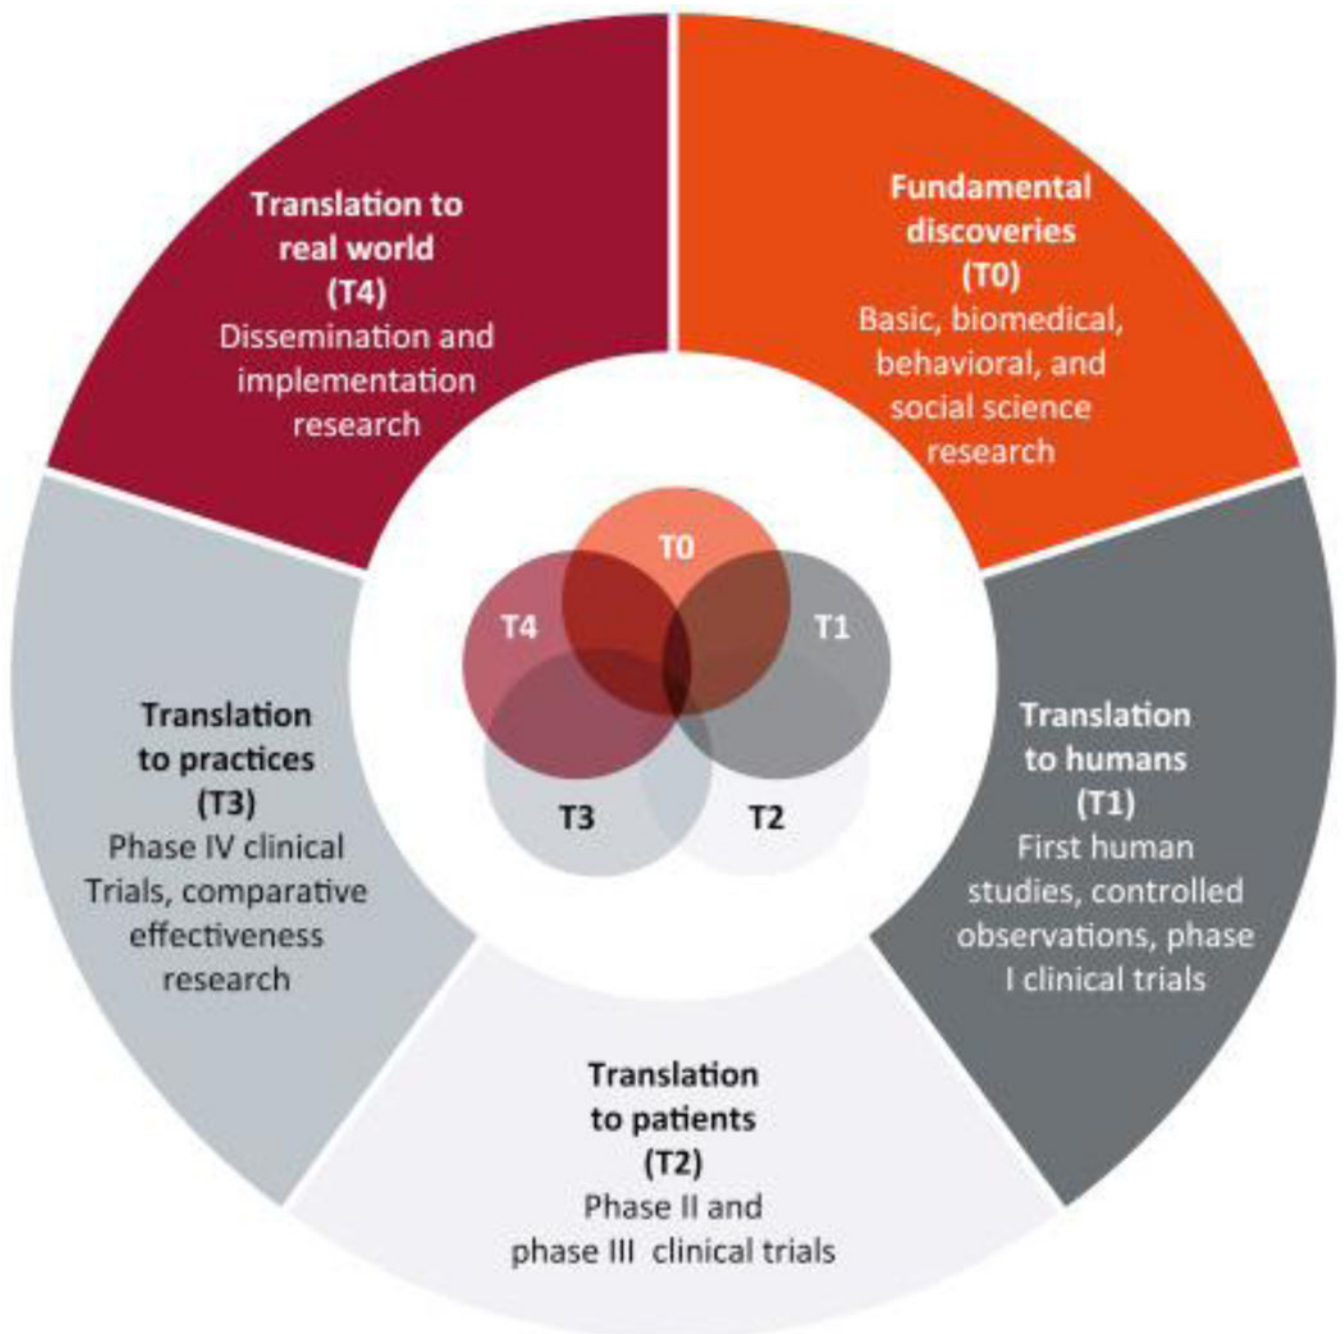 Fundamental
discoveries
(T0)
Basic, biomedical,
behavioral, and
social science
research
Translation
to humans
(T1)
First human
studies, controlled
observations, phase
I clinical trials
Translation
to patients
(T2)
Phase II and
phase III clinical trials
Translation
to practices
(T3)
Phase IV clinical
Trials, comparative
effectiveness
research
Translation to
real world
(T4)
Dissemination and
implementation
research
T0
T1
T2
T3
T4